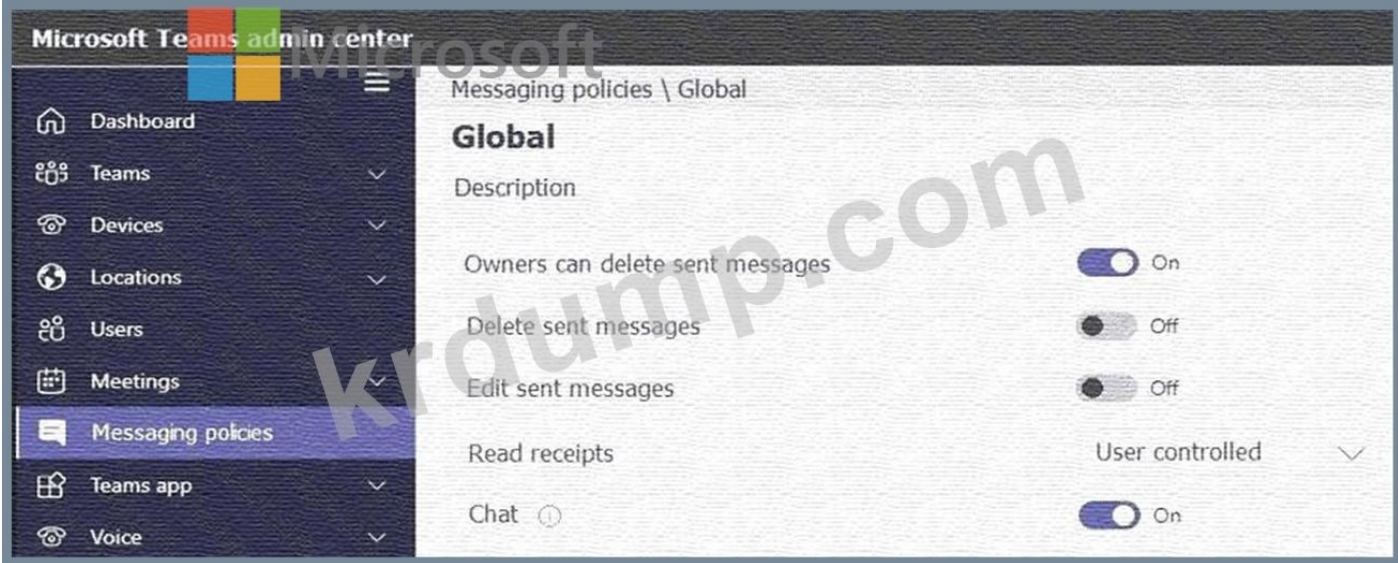 Microsoft Teams admin center
Microsoft
Dashboard
Teams
Devices
Locations
Users
Meetings
Messaging policies
Teams app
Voice
Messaging policies \ Global
Global
Description
Owners can delete sent messages On
Delete sent messages Off
Edit sent messages Off
Read receipts User controlled
Chat On
krdump.com